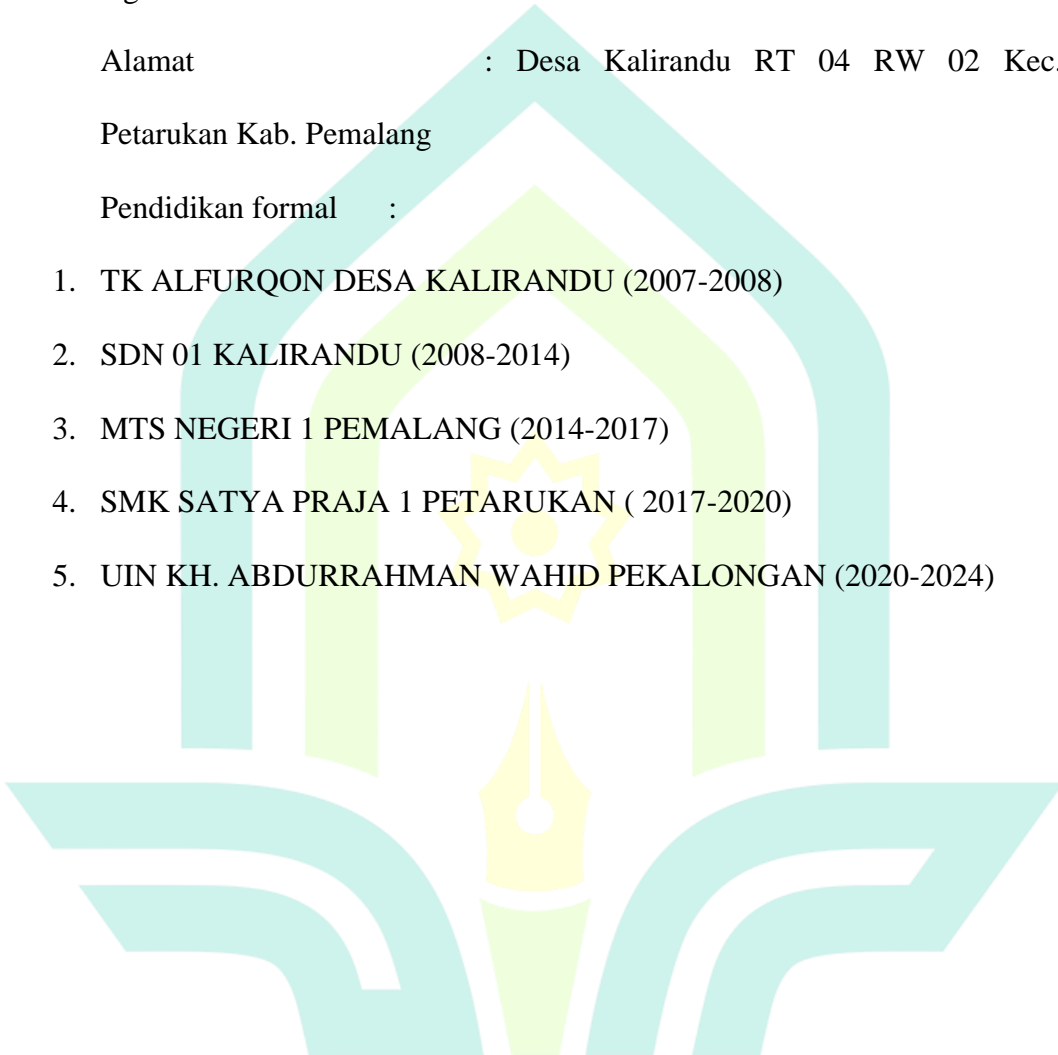 Alamat : Desa Kalirandu RT 04 RW 02 Kec.
Petarukan Kab. Pemalang
Pendidikan formal :
1. TK ALFURQON DESA KALIRANDU (2007-2008)
2. SDN 01 KALIRANDU (2008-2014)
3. MTS NEGERI 1 PEMALANG (2014-2017)
4. SMK SATYA PRAJA 1 PETARUKAN ( 2017-2020)
5. UIN KH. ABDURRAHMAN WAHID PEKALONGAN (2020-2024)